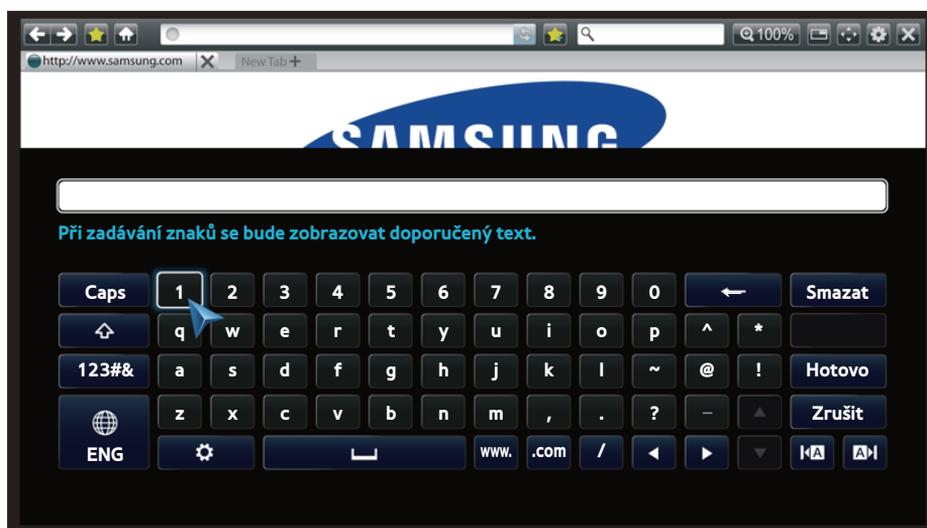 100%
http://www.samsung.com New Tab
SAMSUNG
Při zadávání znaků se bude zobrazovat doporučený text.
Caps 1 2 3 4 5 6 7 8 9 0 Smazat
q w e r t y u i o p ^ *
123#& a s d f g h j k l ~ @ ! Hotovo
z x c v b n m , . ? – Zrušit
ENG www. .com / A A